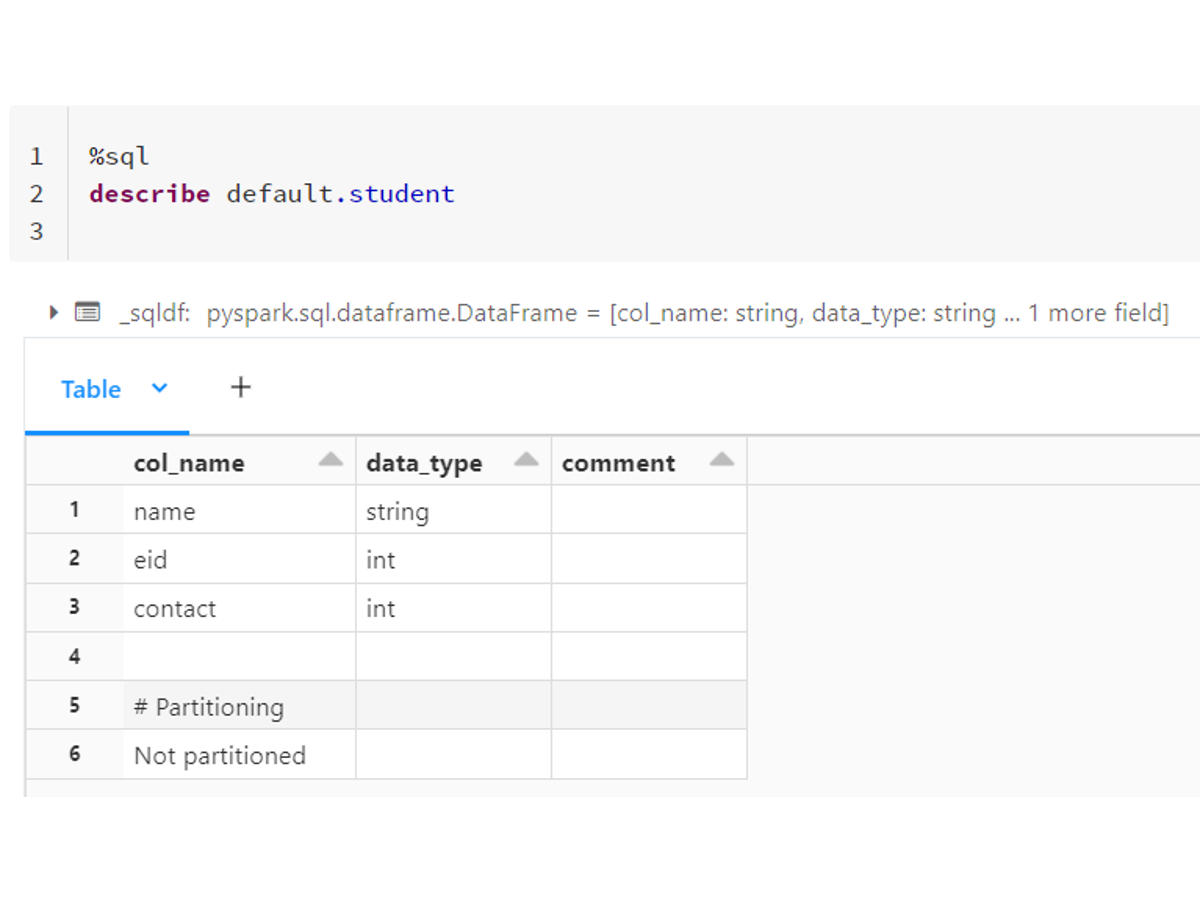 1 %sql
2 describe default.student
3
_sqldf: pyspark.sql.dataframe.DataFrame = [col_name: string, data_type: string ... 1 more field]
Table +
col_name data_type comment
1 name string
2 eid int
3 contact int
4
5 # Partitioning
6 Not partitioned